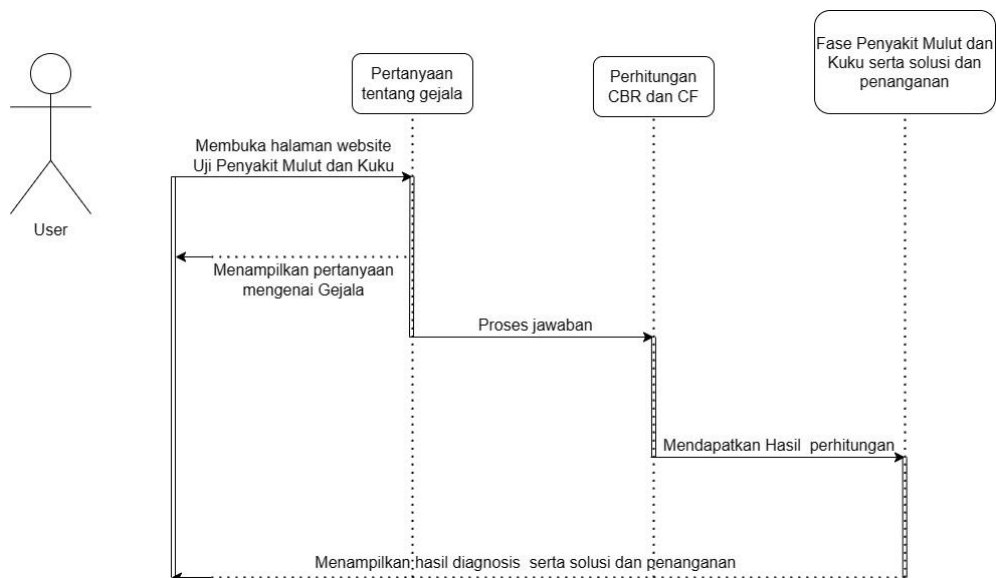 Fase Penyakit Mulut dan
Kuku serta solusi dan
penanganan
Pertanyaan
tentang gejala
Perhitungan
CBR dan CF
Membuka halaman website
Uji Penyakit Mulut dan Kuku
User
Menampilkan pertanyaan
mengenai Gejala
Proses jawaban
Mendapatkan Hasil perhitungan
Menampilkan hasil diagnosis serta solusi dan penanganan